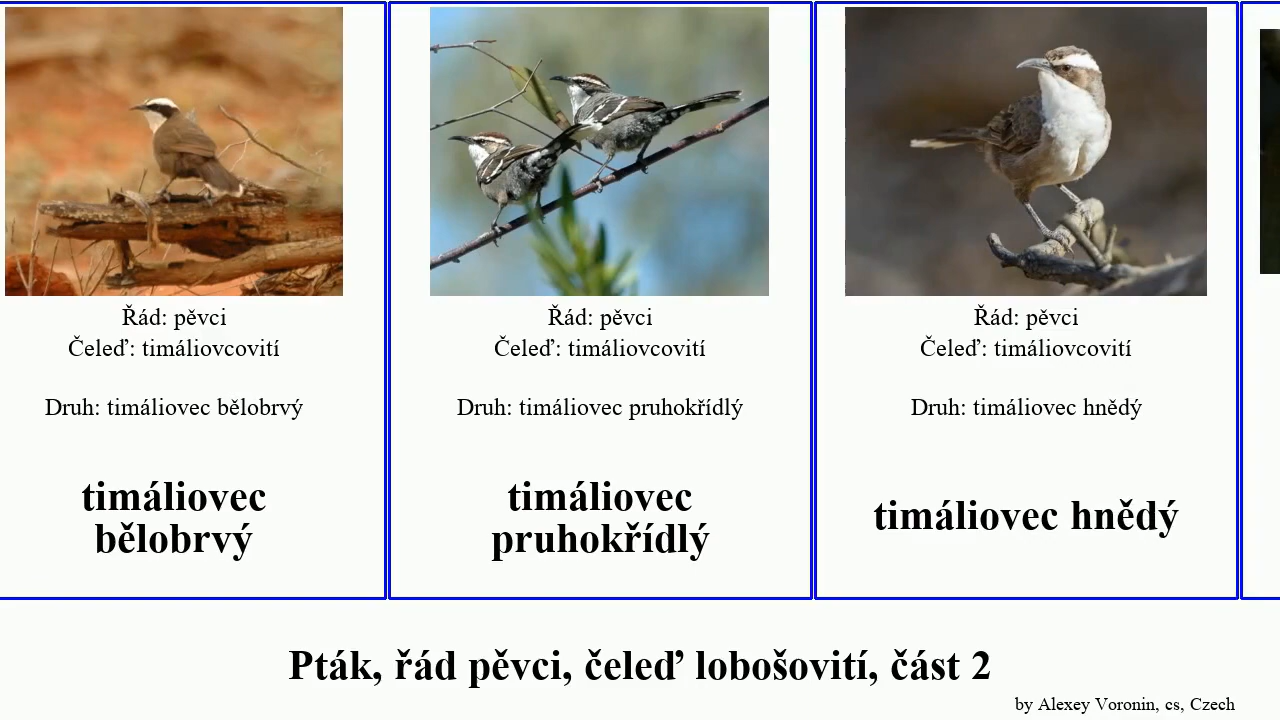 Řád: pěvci
Čeleď: timáliovcovití
Druh: timáliovec bělobrvý
timáliovec
bělobrvý
Řád: pěvci
Čeleď: timáliovcovití
Druh: timáliovec pruhokřídlý
timáliovec
pruhokřídlý
Řád: pěvci
Čeleď: timáliovcovití
Druh: timáliovec hnědý
timáliovec hnědý
Pták, řád pěvci, čeleď lobošovití, část 2
by Alexey Voronin, cs, Czech